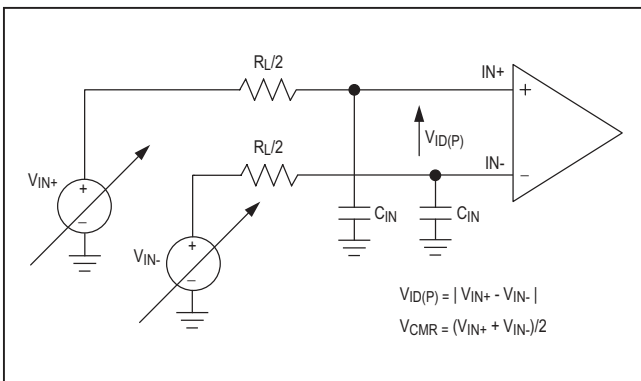 RL/2
IN+
+
VID(P)
RL/2
IN-
−
VIN+
+
−
CIN
CIN
VIN-
+
−
VID(P) = | VIN+ - VIN- |
VCMR = (VIN+ + VIN-)/2